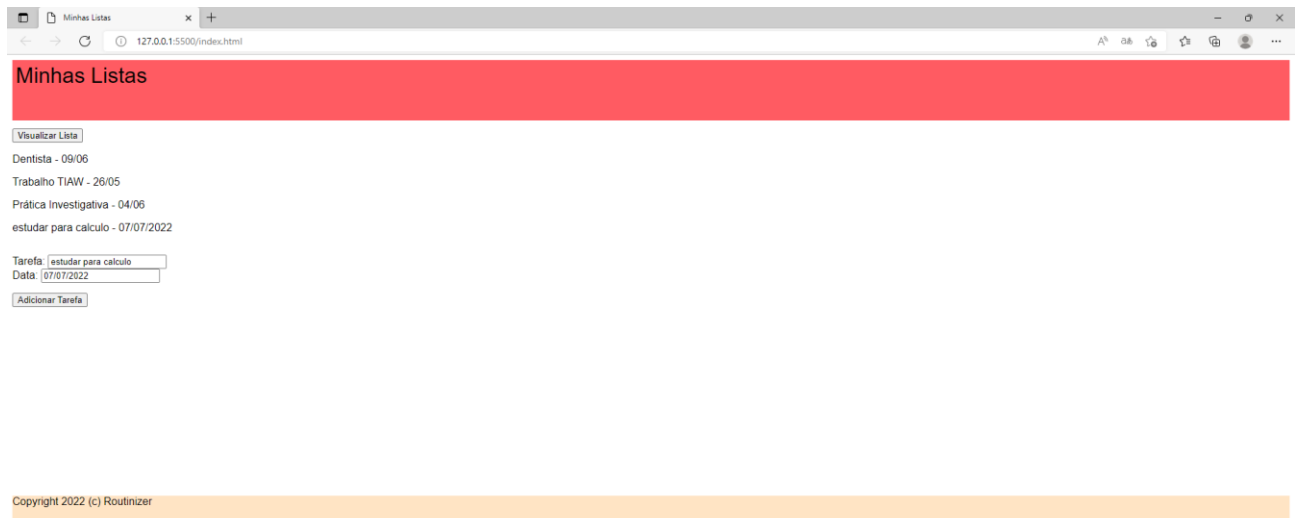 Minhas Listas
127.0.0.1:5500/index.html
Minhas Listas
Visualizar Lista
Dentista - 09/06
Trabalho TIAW - 26/05
Prática Investigativa - 04/06
estudar para calculo - 07/07/2022
Tarefa: estudar para calculo
Data: 07/07/2022
Adicionar Tarefa
Copyright 2022 (c) Routinizer